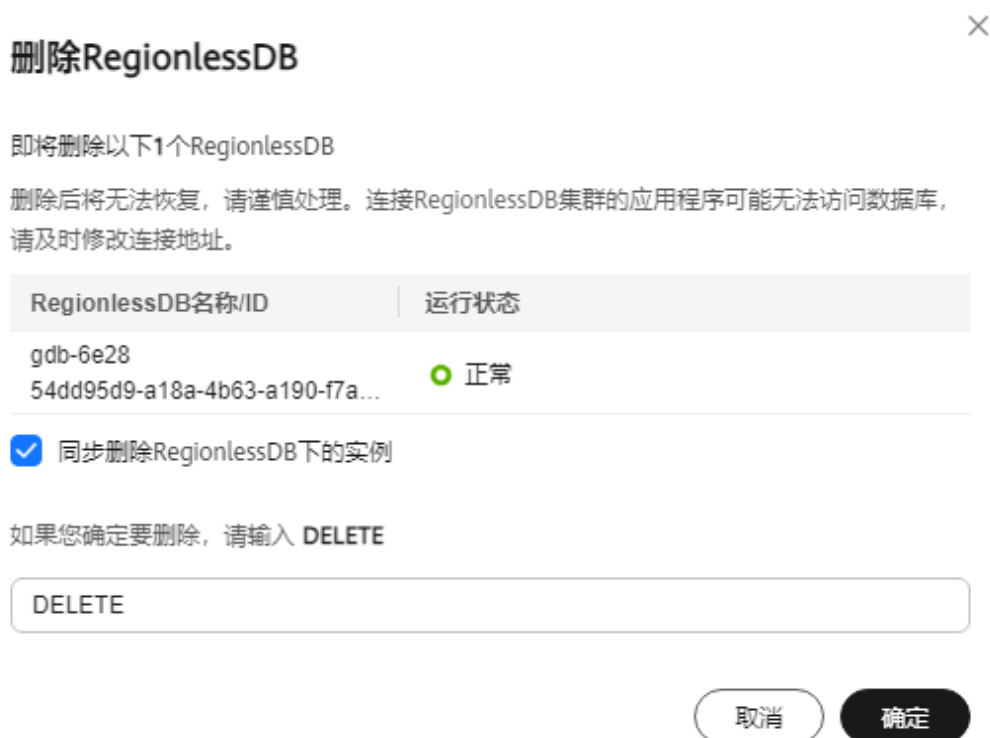 删除RegionlessDB
即将删除以下1个RegionlessDB
删除后将无法恢复，请谨慎处理。连接RegionlessDB集群的应用程序可能无法访问数据库，
请及时修改连接地址。
RegionlessDB名称/ID 运行状态
gdb-6e28
54dd95d9-a18a-4b63-a190-f7a...
正常
同步删除RegionlessDB下的实例
如果您确定要删除，请输入 DELETE
DELETE
取消 确定